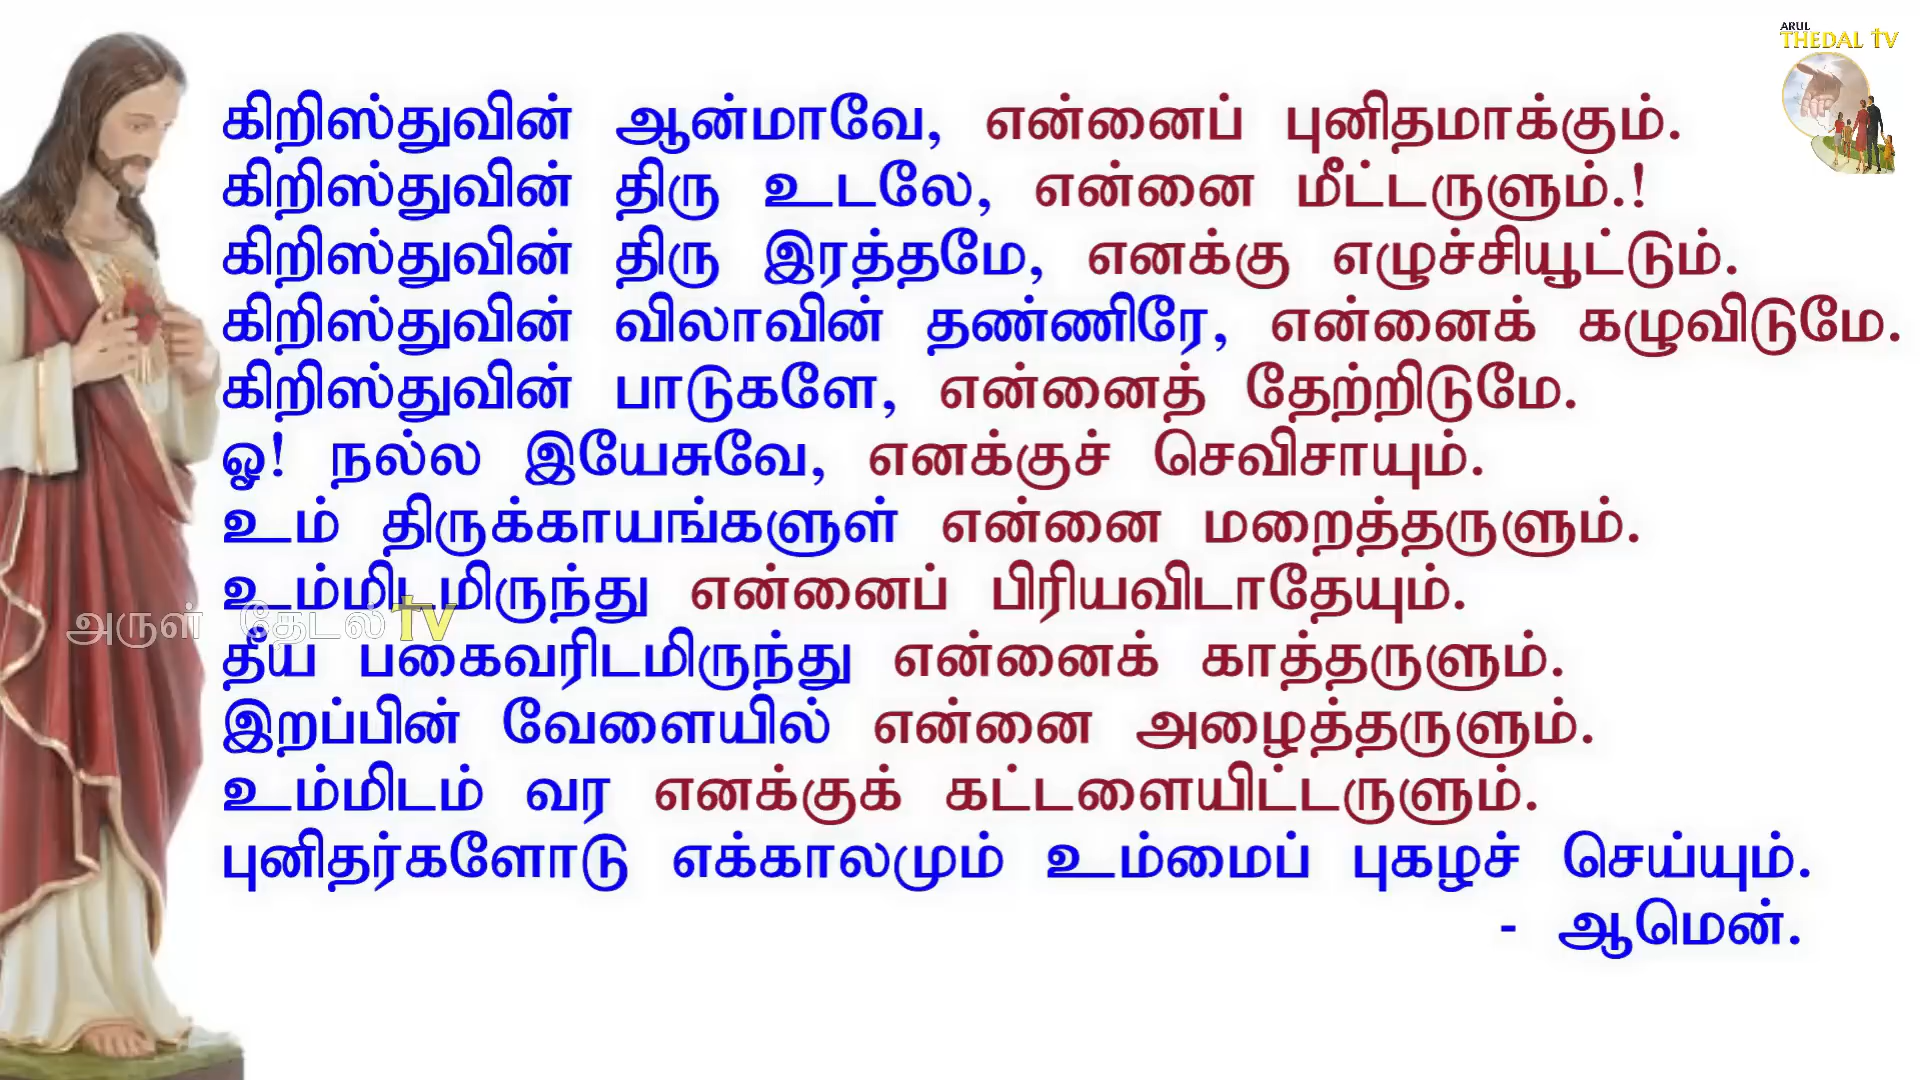 ARUL
THEDAL TV
கிறிஸ்துவின் ஆன்மாவே, என்னைப் புனிதமாக்கும்.
கிறிஸ்துவின் திரு உடலே, என்னை மீட்டருளும்.!
கிறிஸ்துவின் திரு இரத்தமே, எனக்கு எழுச்சியூட்டும்.
கிறிஸ்துவின் விலாவின் தண்ணிரே, என்னைக் கழுவிடுமே.
கிறிஸ்துவின் பாடுகளே, என்னைத் தேற்றிடுமே.
ஓ! நல்ல இயேசுவே, எனக்குச் செவிசாயும்.
உம் திருக்காயங்களுள் என்னை மறைத்தருளும்.
உம்மிடமிருந்து என்னைப் பிரியவிடாதேயும்.
அருள் தேடல் TV
தீய பகைவரிடமிருந்து என்னைக் காத்தருளும்.
இறப்பின் வேளையில் என்னை அழைத்தருளும்.
உம்மிடம் வர எனக்குக் கட்டளையிட்டருளும்.
புனிதர்களோடு எக்காலமும் உம்மைப் புகழச் செய்யும்.
- ஆமென்.